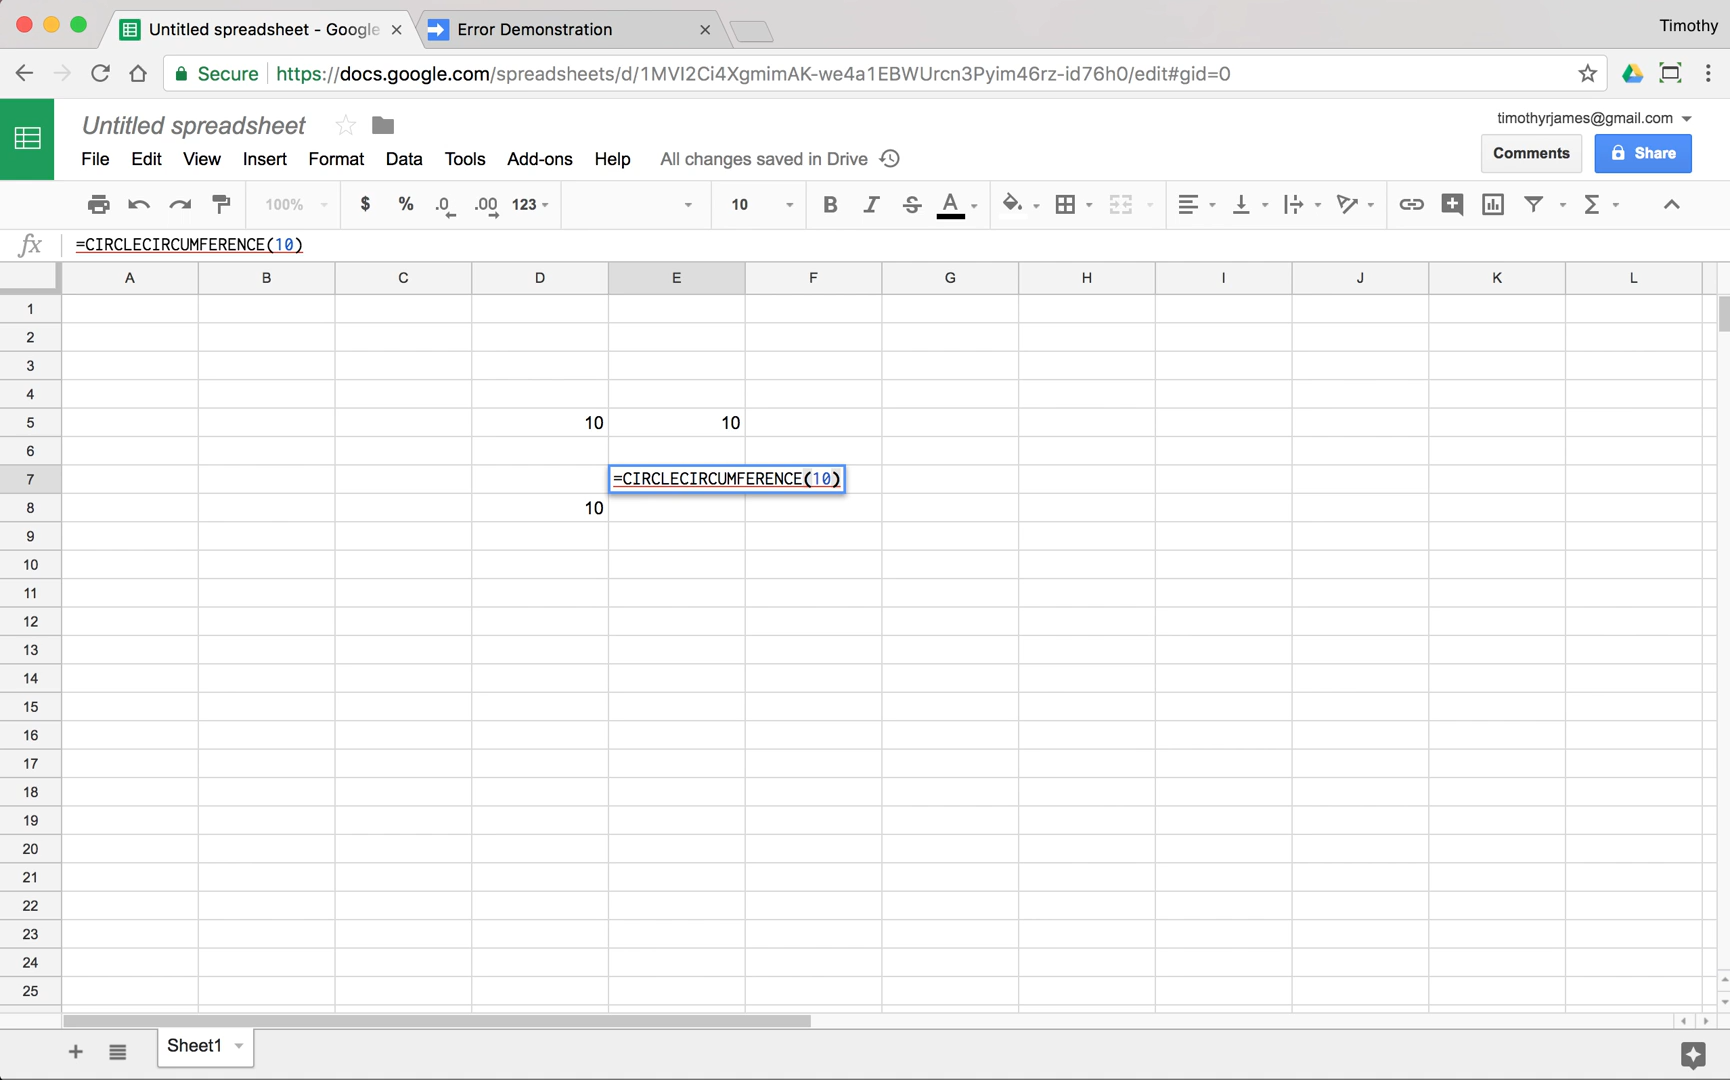 Untitled spreadsheet - Google
Error Demonstration
Timothy
Secure https://docs.google.com/spreadsheets/d/1MVI2Ci4XgmimAK-we4a1EBWUrcn3Pyim46rz-id76h0/edit#gid=0
Untitled spreadsheet
timothyrjames@gmail.com
File Edit View Insert Format Data Tools Add-ons Help All changes saved in Drive
Comments Share
100% $ % .0 .00 123 10 B I S A Σ
fx =CIRCLECIRCUMFERENCE(10)
A B C D E F G H I J K L
1
2
3
4
5 10 10
6
7 =CIRCLECIRCUMFERENCE(10)
8 10
9
10
11
12
13
14
15
16
17
18
19
20
21
22
23
24
25
+ Sheet1